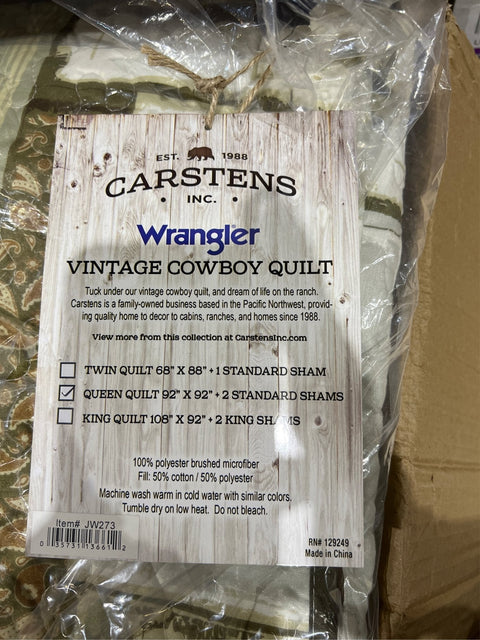 EST. 1988
CARSTENS
• INC. •
Wrangler
VINTAGE COWBOY QUILT
Tuck under our vintage cowboy quilt, and dream of life on the ranch.
Carstens is a family-owned business based in the Pacific Northwest, provid-
ing quality home to decor to cabins, ranches, and homes since 1988.
View more from this collection at CarstensInc.com
TWIN QUILT 68" X 88" + 1 STANDARD SHAM
QUEEN QUILT 92" X 92" + 2 STANDARD SHAMS
KING QUILT 108" X 92" + 2 KING SHAMS
100% polyester brushed microfiber
Fill: 50% cotton / 50% polyester
Machine wash warm in cold water with similar colors.
Tumble dry on low heat. Do not bleach.
Item# JW273
0 35731 13661 2
RN# 129249
Made in China